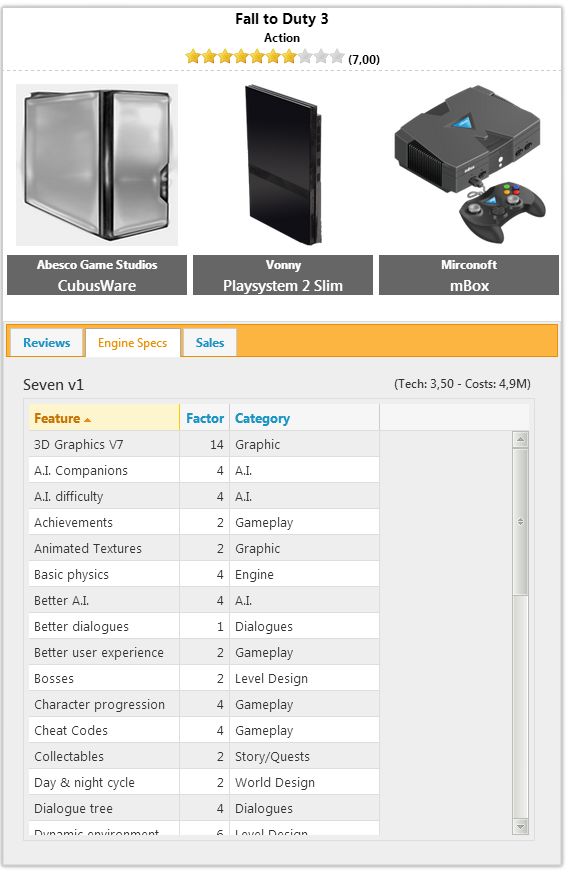 Fall to Duty 3
Action
(7,00)
Abesco Game Studios
CubusWare
Vonny
Playsystem 2 Slim
Mirconoft
mBox
Reviews Engine Specs Sales
Seven v1 (Tech: 3,50 - Costs: 4,9M)
Feature Factor Category
3D Graphics V7 14 Graphic
A.I. Companions 4 A.I.
A.I. difficulty 4 A.I.
Achievements 2 Gameplay
Animated Textures 2 Graphic
Basic physics 4 Engine
Better A.I. 4 A.I.
Better dialogues 1 Dialogues
Better user experience 2 Gameplay
Bosses 2 Level Design
Character progression 4 Gameplay
Cheat Codes 4 Gameplay
Collectables 2 Story/Quests
Day & night cycle 2 World Design
Dialogue tree 4 Dialogues
Dynamic environment 6 Level Design